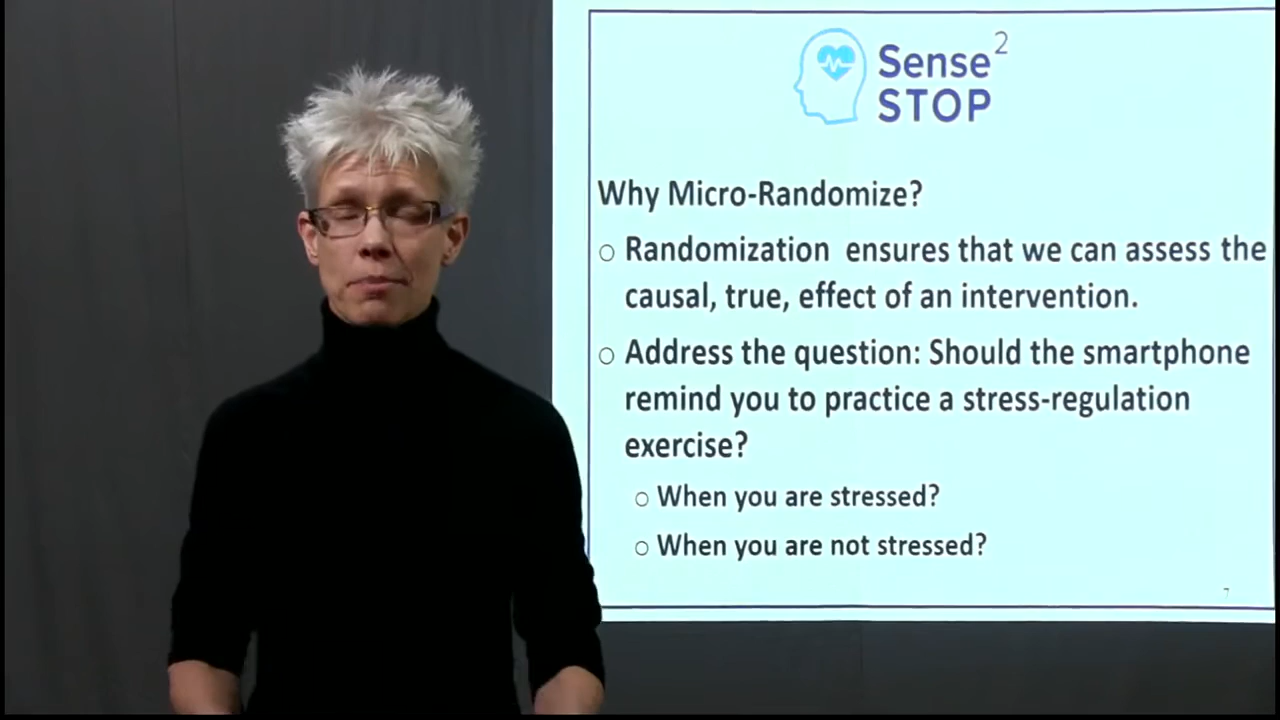 Sense²
STOP
Why Micro-Randomize?
○ Randomization ensures that we can assess the
causal, true, effect of an intervention.
○ Address the question: Should the smartphone
remind you to practice a stress-regulation
exercise?
○ When you are stressed?
○ When you are not stressed?
7